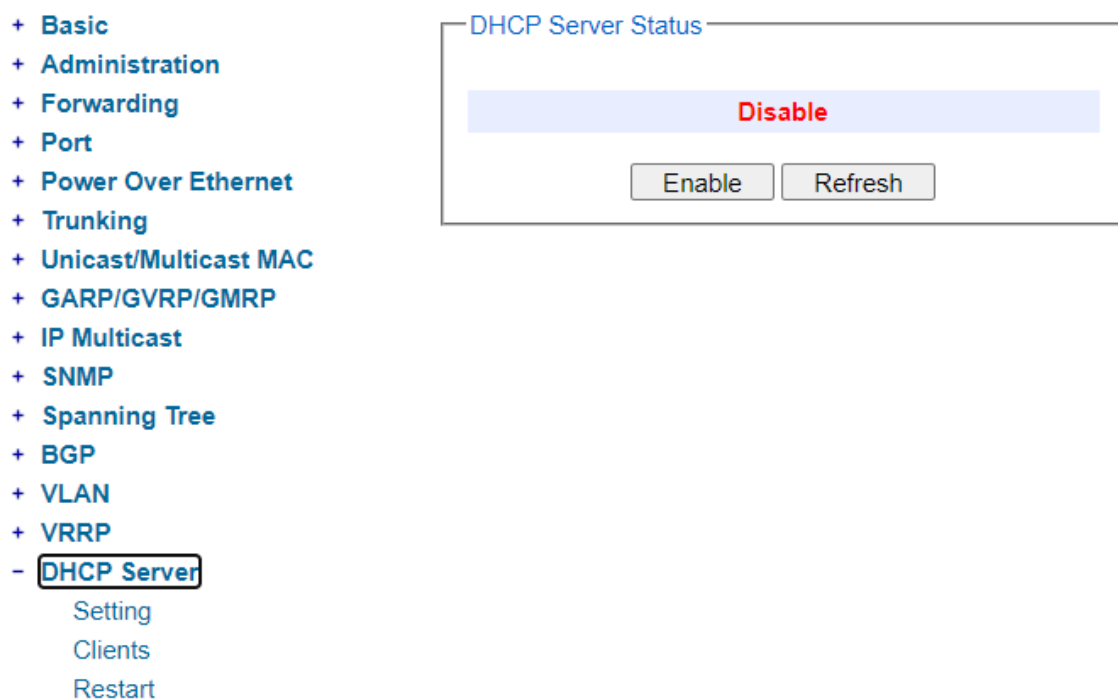 + Basic
+ Administration
+ Forwarding
+ Port
+ Power Over Ethernet
+ Trunking
+ Unicast/Multicast MAC
+ GARP/GVRP/GMRP
+ IP Multicast
+ SNMP
+ Spanning Tree
+ BGP
+ VLAN
+ VRRP
- DHCP Server
Setting
Clients
Restart
DHCP Server Status
Disable
Enable Refresh